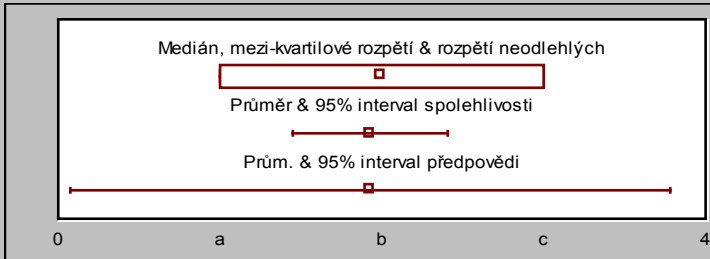 Medián, mezi-kvartilové rozpětí & rozpětí neodlehlých
Průměr & 95% interval spolehlivosti
Prům. & 95% interval předpovědi
0 a b c 4